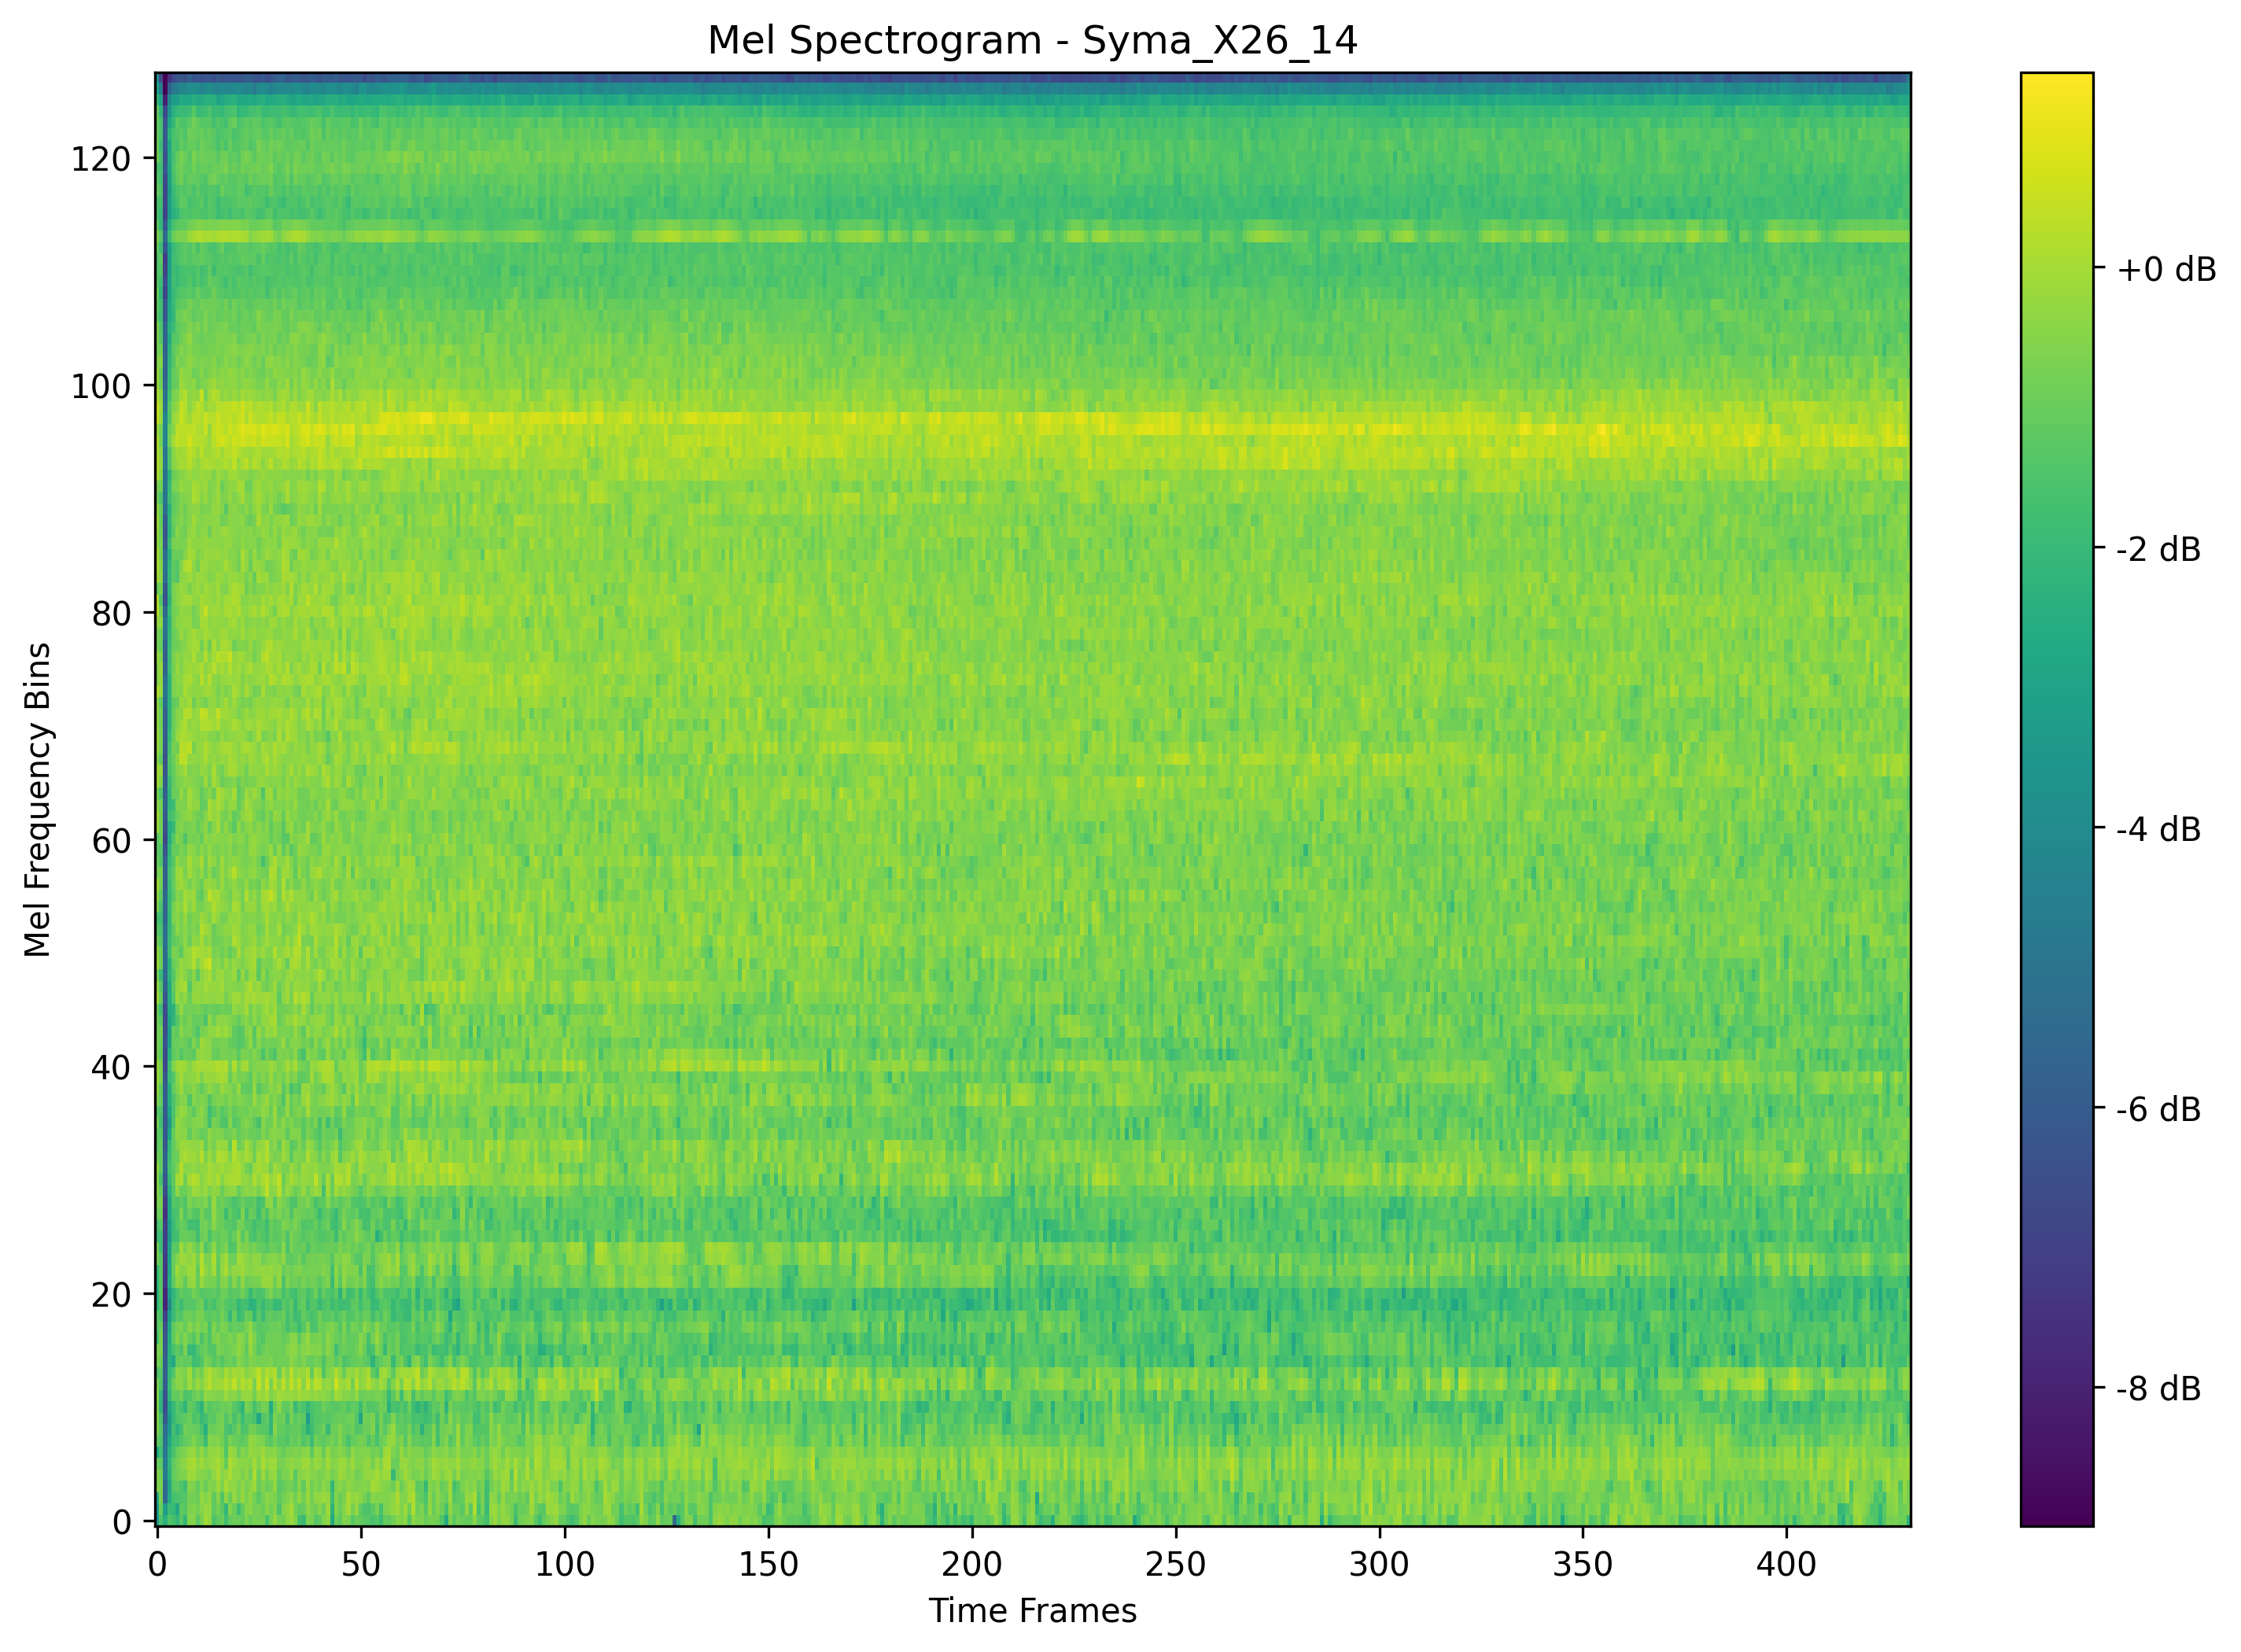 Mel Spectrogram - Syma_X26_14
120
100
80
60
40
20
0
Mel Frequency Bins
0 50 100 150 200 250 300 350 400
Time Frames
+0 dB
-2 dB
-4 dB
-6 dB
-8 dB